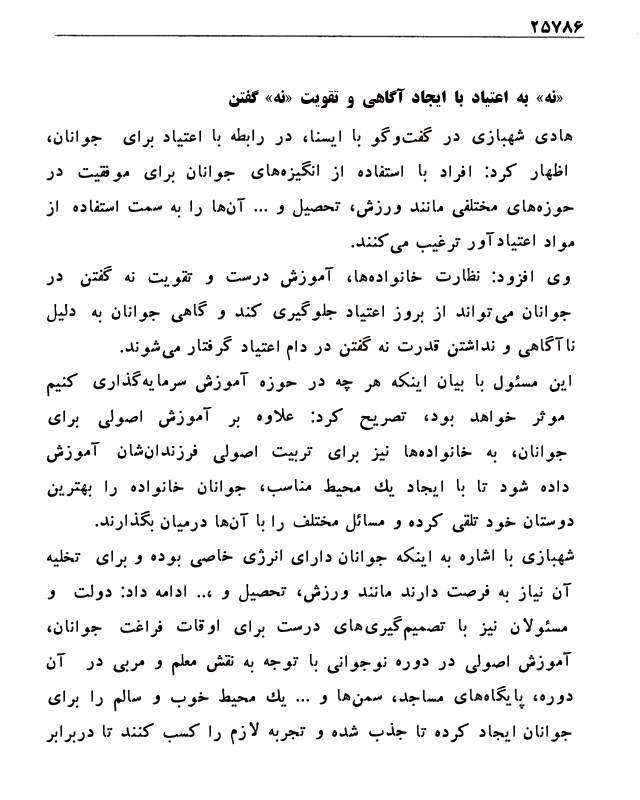 ۲۵۷۸۶
«نه» به اعتیاد با ایجاد آگاهی و تقویت «نه» گفتن
هادی شهبازی در گفت‌وگو با ایسنا، در رابطه با اعتیاد برای جوانان،
اظهار کرد: افراد با استفاده از انگیزه‌های جوانان برای موفقیت در
حوزه‌های مختلفی مانند ورزش، تحصیل و ... آن‌ها را به سمت استفاده از
مواد اعتیادآور ترغیب می‌کنند.
وی افزود: نظارت خانواده‌ها، آموزش درست و تقویت نه گفتن در
جوانان می‌تواند از بروز اعتیاد جلوگیری کند و گاهی جوانان به دلیل
ناآگاهی و نداشتن قدرت نه گفتن در دام اعتیاد گرفتار می‌شوند.
این مسئول با بیان اینکه هر چه در حوزه آموزش سرمایه‌گذاری کنیم
موثر خواهد بود، تصریح کرد: علاوه بر آموزش اصولی برای
جوانان، به خانواده‌ها نیز برای تربیت اصولی فرزندان‌شان آموزش
داده شود تا با ایجاد یك محیط مناسب، جوانان خانواده را بهترین
دوستان خود تلقی کرده و مسائل مختلف را با آن‌ها درمیان بگذارند.
شهبازی با اشاره به اینکه جوانان دارای انرژی خاصی بوده و برای تخلیه
آن نیاز به فرصت دارند مانند ورزش، تحصیل و ،.. ادامه داد: دولت و
مسئولان نیز با تصمیم‌گیری‌های درست برای اوقات فراغت جوانان،
آموزش اصولی در دوره نوجوانی با توجه به نقش معلم و مربی در آن
دوره، پایگاه‌های مساجد، سمن‌ها و ... یك محیط خوب و سالم را برای
جوانان ایجاد کرده تا جذب شده و تجربه لازم را کسب کنند تا دربرابر